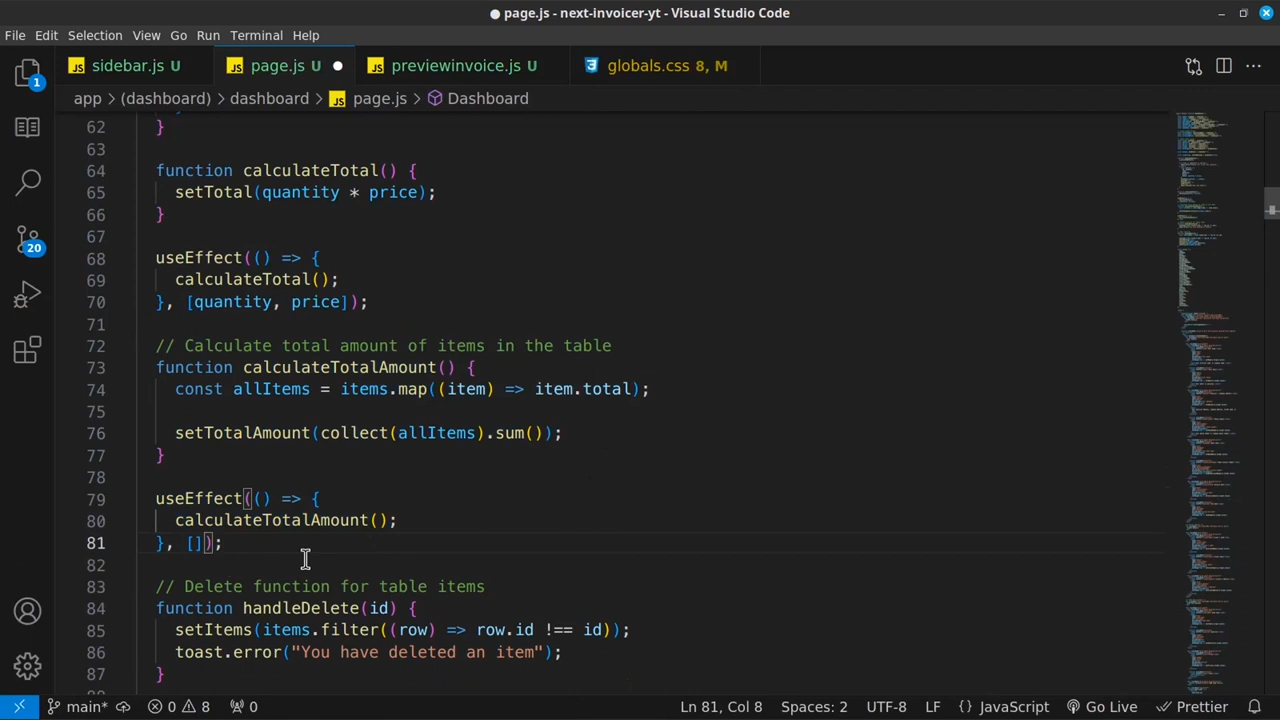 page.js - next-invoicer-yt - Visual Studio Code
File Edit Selection View Go Run Terminal Help
JS sidebar.js U JS page.js U JS previewinvoice.js U globals.css 8, M
app > (dashboard) > dashboard > JS page.js > Dashboard
1
20
62 }
63
64 function calculateTotal() {
65 setTotal(quantity * price);
66 }
67
68 useEffect(() => {
69 calculateTotal();
70 }, [quantity, price]);
71
72 // Calculate total amount of items in the table
73 function calculateTotalAmount() {
74 const allItems = items.map((item) => item.total);
75
76 setTotalAmount(collect(allItems).sum());
77 }
78
79 useEffect(() => {
80 calculateTotalAmount();
81 }, []);
82
83 // Delete function for table items
84 function handleDelete(id) {
85 setItems(items.filter((row) => row.id !== id));
86 toast.error("You have deleted an item");
87 }
main* 0 8 0 Ln 81, Col 8 Spaces: 2 UTF-8 LF {} JavaScript Go Live Prettier